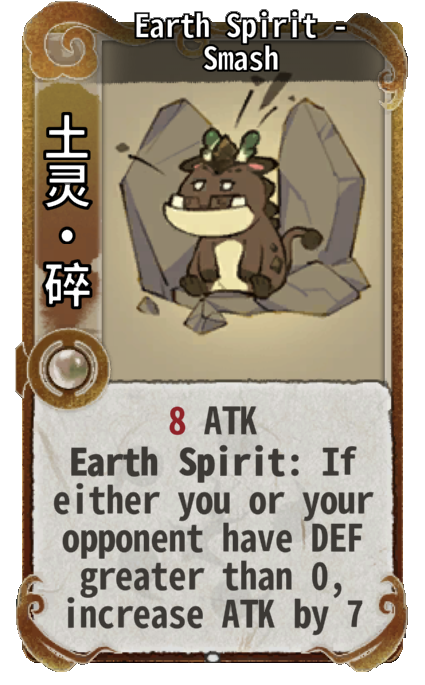 Earth Spirit -
Smash
土灵·碎
8 ATK
Earth Spirit: If
either you or your
opponent have DEF
greater than 0,
increase ATK by 7